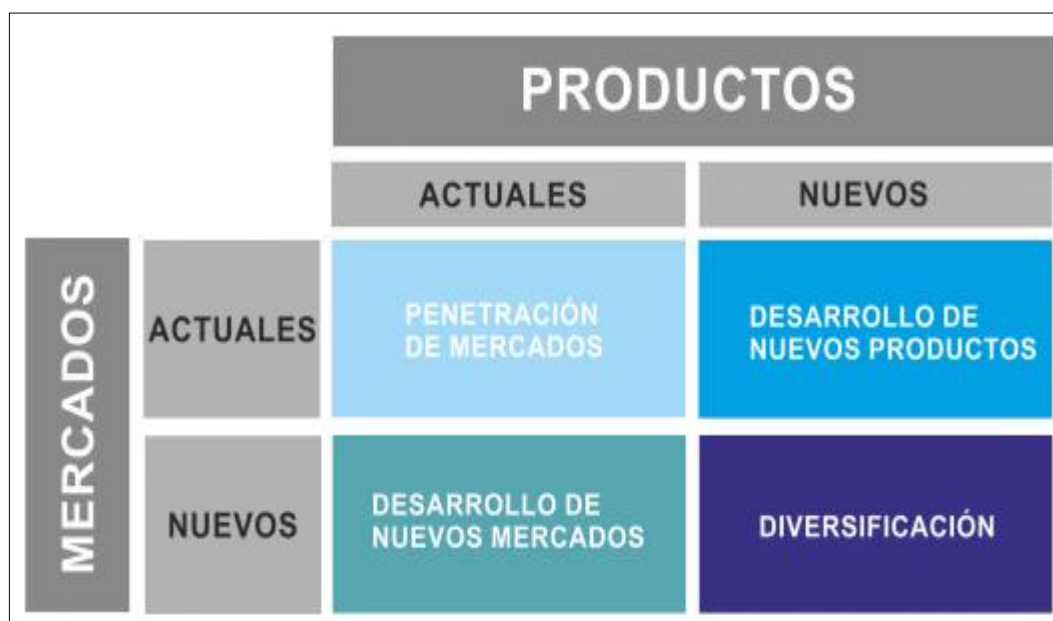 PRODUCTOS
ACTUALES
NUEVOS
MERCADOS
ACTUALES
PENETRACIÓN
DE MERCADOS
DESARROLLO DE
NUEVOS PRODUCTOS
NUEVOS
DESARROLLO DE
NUEVOS MERCADOS
DIVERSIFICACIÓN